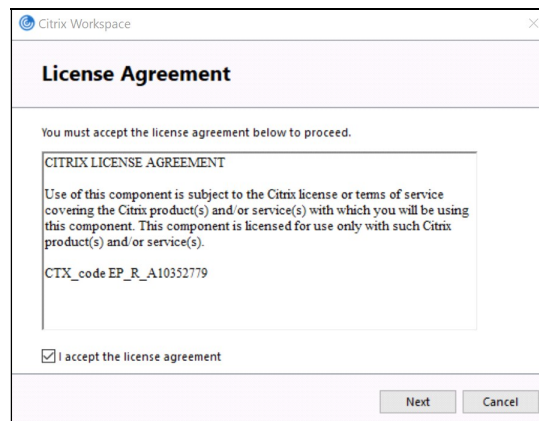 Citrix Workspace
License Agreement
You must accept the license agreement below to proceed.
CITRIX LICENSE AGREEMENT
Use of this component is subject to the Citrix license or terms of service
covering the Citrix product(s) and/or service(s) with which you will be using
this component. This component is licensed for use only with such Citrix
product(s) and/or service(s).
CTX_code EP_R_A10352779
I accept the license agreement
Next Cancel